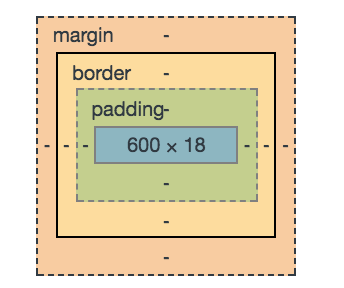 margin -
border -
padding-
- - - 600 × 18 - - -
-
-
-